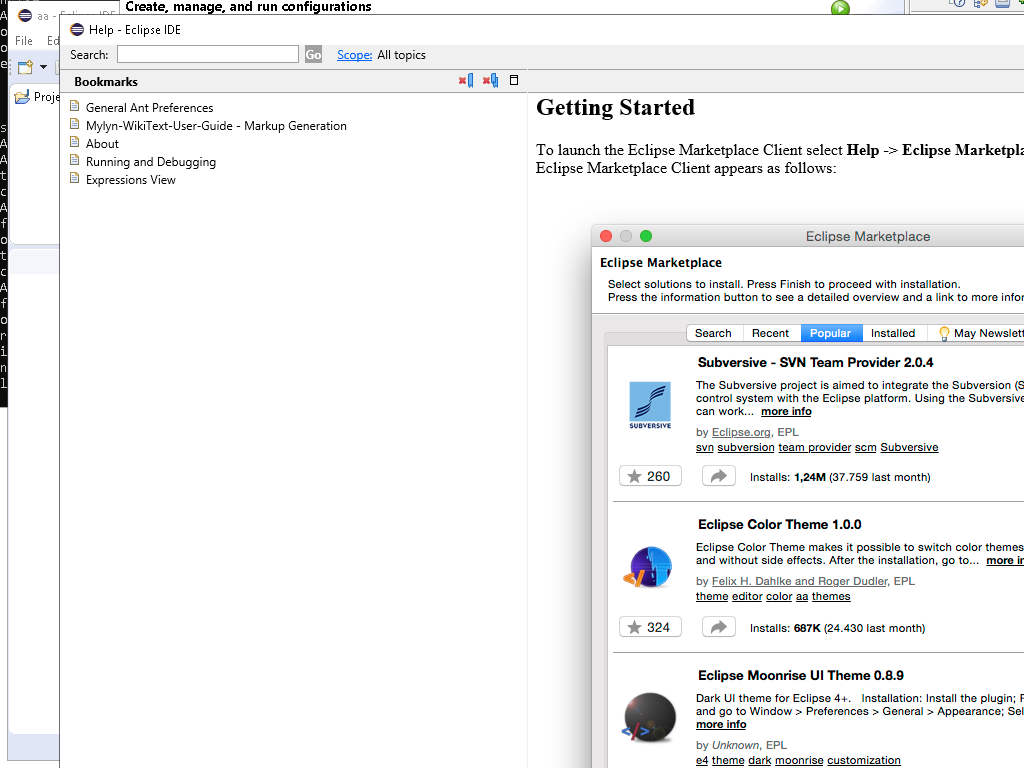 Create, manage, and run configurations
aa - Eclipse IDE
File
Help - Eclipse IDE
Search:
Go
Scope: All topics
Bookmarks
General Ant Preferences
Mylyn-WikiText-User-Guide - Markup Generation
About
Running and Debugging
Expressions View
Getting Started
To launch the Eclipse Marketplace Client select Help -> Eclipse Marketpla
Eclipse Marketplace Client appears as follows:
Eclipse Marketplace
Eclipse Marketplace
Select solutions to install. Press Finish to proceed with installation.
Press the information button to see a detailed overview and a link to more infor
Search Recent Popular Installed May Newslett
Subversive - SVN Team Provider 2.0.4
The Subversive project is aimed to integrate the Subversion (S
control system with the Eclipse platform. Using the Subversive
can work... more info
SUBVERSIVE
by Eclipse.org, EPL
svn subversion team provider scm Subversive
260
Installs: 1,24M (37.759 last month)
Eclipse Color Theme 1.0.0
Eclipse Color Theme makes it possible to switch color themes
and without side effects. After the installation, go to... more in
by Felix H. Dahlke and Roger Dudler, EPL
theme editor color aa themes
324
Installs: 687K (24.430 last month)
Eclipse Moonrise UI Theme 0.8.9
Dark UI theme for Eclipse 4+. Installation: Install the plugin; R
and go to Window > Preferences > General > Appearance; Sel
more info
by Unknown, EPL
e4 theme dark moonrise customization